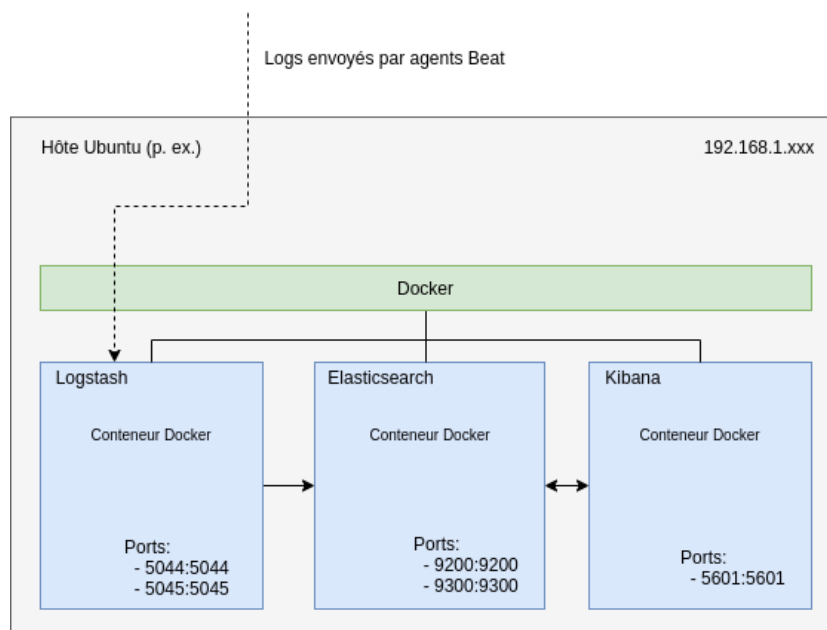 Logs envoyés par agents Beat
Hôte Ubuntu (p. ex.)
192.168.1.xxx
Docker
Logstash
Conteneur Docker
Ports:
- 5044:5044
- 5045:5045
Elasticsearch
Conteneur Docker
Ports:
- 9200:9200
- 9300:9300
Kibana
Conteneur Docker
Ports:
- 5601:5601